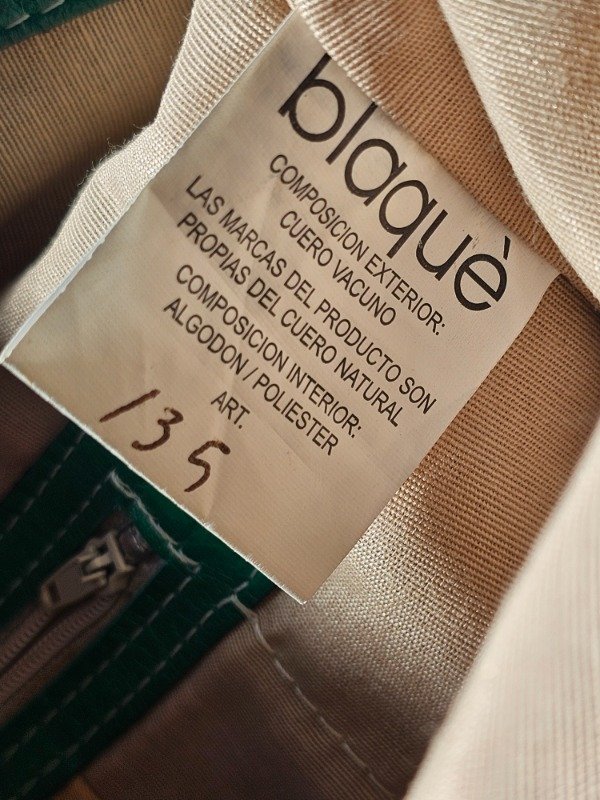 blaquè
COMPOSICION EXTERIOR:
CUERO VACUNO
LAS MARCAS DEL PRODUCTO SON
PROPIAS DEL CUERO NATURAL
COMPOSICION INTERIOR:
ALGODON / POLIESTER
ART.
135